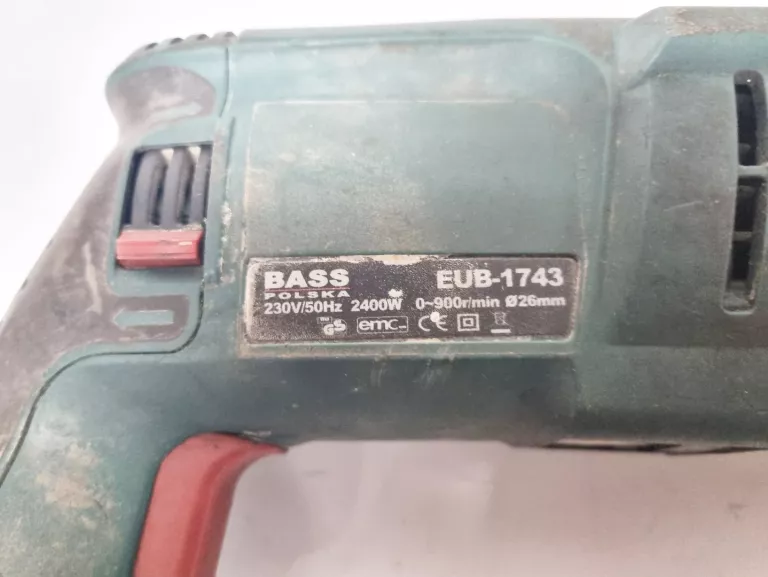 BASS EUB-1743
POLSKA
230V/50Hz 2400W 0~900r/min Ø26mm
GS emc CE